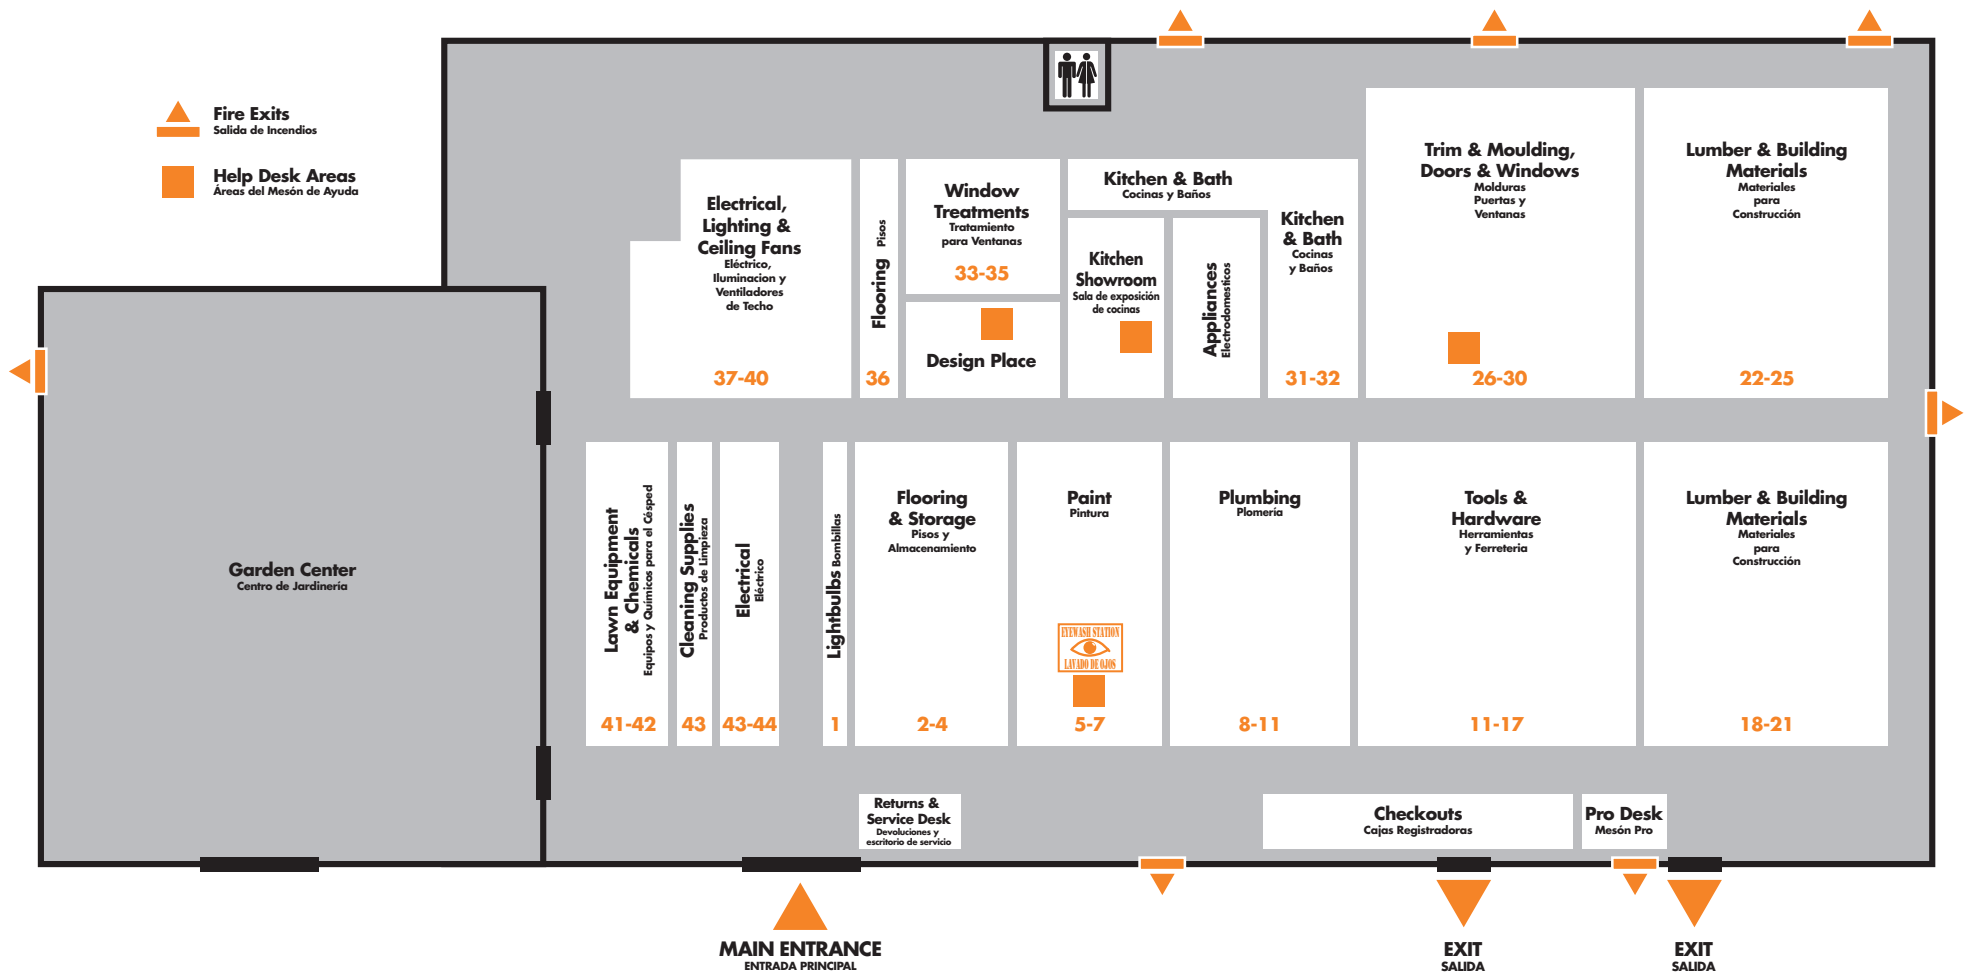 Fire Exits
Salida de Incendios
Help Desk Areas
Áreas del Mesón de Ayuda
Electrical,
Lighting &
Ceiling Fans
Eléctrico,
Iluminacion y
Ventiladores
de Techo
37-40
Flooring Pisos
36
Window
Treatments
Tratamiento
para Ventanas
33-35
Design Place
Kitchen & Bath
Cocinas y Baños
Kitchen
Showroom
Sala de exposición
de cocinas
Appliances
Electrodomesticos
Kitchen
& Bath
Cocinas
y Baños
31-32
Trim & Moulding,
Doors & Windows
Molduras
Puertas y
Ventanas
26-30
Lumber & Building
Materials
Materiales
para
Construcción
22-25
Garden Center
Centro de Jardinería
Lawn Equipment
& Chemicals
Equipos y Quimicos para el Césped
41-42
Cleaning Supplies
Productos de Limpieza
43
Electrical
Eléctrico
43-44
Lightbulbs Bombillas
1
Flooring
& Storage
Pisos y
Almacenamiento
2-4
Paint
Pintura
EYEWASH STATION
LAVADO DE OJOS
5-7
Plumbing
Plomería
8-11
Tools &
Hardware
Herramientas
y Ferreteria
11-17
Lumber & Building
Materials
Materiales
para
Construcción
18-21
Returns &
Service Desk
Devoluciones y
escritorio de servicio
Checkouts
Cajas Registradoras
Pro Desk
Mesón Pro
MAIN ENTRANCE
ENTRADA PRINCIPAL
EXIT
SALIDA
EXIT
SALIDA